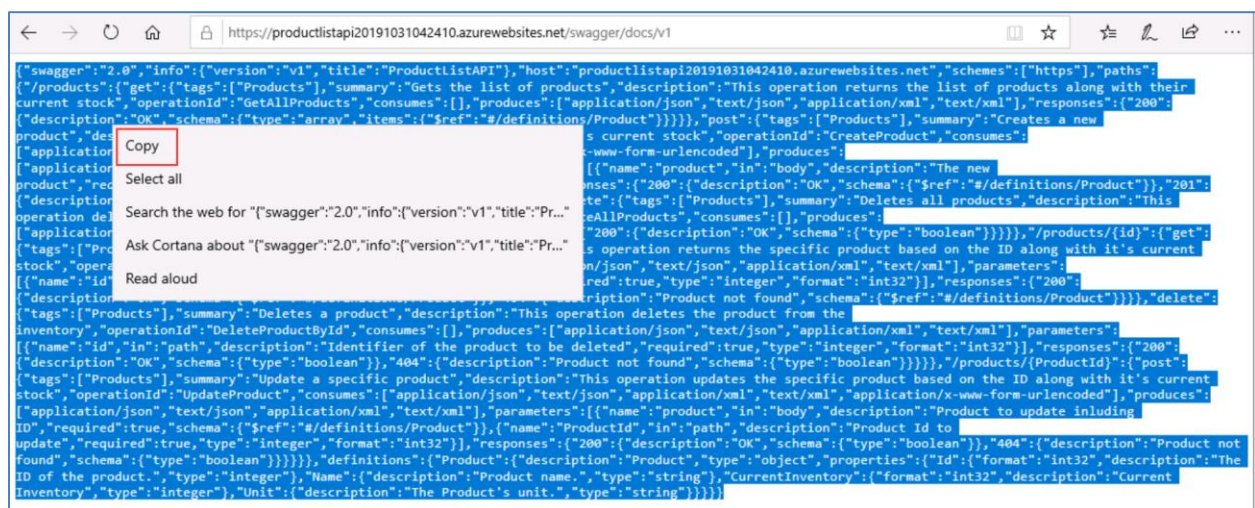 https://productlistapi20191031042410.azurewebsites.net/swagger/docs/v1
{"swagger":"2.0","info":{"version":"v1","title":"ProductListAPI"},"host":"productlistapi20191031042410.azurewebsites.net","schemes":["https"],"paths":
{"/products":{"get":{"tags":["Products"],"summary":"Gets the list of products","description":"This operation returns the list of products along with their
current stock","operationId":"GetAllProducts","consumes":[],"produces":["application/json","text/json","application/xml","text/xml"],"responses":{"200":
{"description":"OK","schema":{"type":"array","items":{"$ref":"#/definitions/Product"}}}}},"post":{"tags":["Products"],"summary":"Creates a new
product","des s current stock","operationId":"CreateProduct","consumes":
Copy
["application -www-form-urlencoded"],"produces":
["application [{"name":"product","in":"body","description":"The new
Select all
product","req nses":{"200":{"description":"OK","schema":{"$ref":"#/definitions/Product"}},"201":
{"description ete":{"tags":["Products"],"summary":"Deletes all products","description":"This
Search the web for "{"swagger":"2.0","info":{"version":"v1","title":"Pr..."
operation del eAllProducts","consumes":[],"produces":
["application "200":{"description":"OK","schema":{"type":"boolean"}}}}},"/products/{id}":{"get":
Ask Cortana about "{"swagger":"2.0","info":{"version":"v1","title":"Pr..."
{"tags":["Pro s operation returns the specific product based on the ID along with it's current
stock","opera n/json","text/json","application/xml","text/xml"],"parameters":
Read aloud
[{"name":"id" red":true,"type":"integer","format":"int32"}],"responses":{"200":
{"description cription":"Product not found","schema":{"$ref":"#/definitions/Product"}}}},"delete":
{"tags":["Products"],"summary":"Deletes a product","description":"This operation deletes the product from the
inventory","operationId":"DeleteProductById","consumes":[],"produces":["application/json","text/json","application/xml","text/xml"],"parameters":
[{"name":"id","in":"path","description":"Identifier of the product to be deleted","required":true,"type":"integer","format":"int32"}],"responses":{"200":
{"description":"OK","schema":{"type":"boolean"}},"404":{"description":"Product not found","schema":{"type":"boolean"}}}}},"/products/{ProductId}":{"post":
{"tags":["Products"],"summary":"Update a specific product","description":"This operation updates the specific product based on the ID along with it's current
stock","operationId":"UpdateProduct","consumes":["application/json","text/json","application/xml","text/xml","application/x-www-form-urlencoded"],"produces":
["application/json","text/json","application/xml","text/xml"],"parameters":[{"name":"product","in":"body","description":"Product to update inluding
ID","required":true,"schema":{"$ref":"#/definitions/Product"}},{"name":"ProductId","in":"path","description":"Product Id to
update","required":true,"type":"integer","format":"int32"}],"responses":{"200":{"description":"OK","schema":{"type":"boolean"}},"404":{"description":"Product not
found","schema":{"type":"boolean"}}}}}},"definitions":{"Product":{"description":"Product","type":"object","properties":{"Id":{"format":"int32","description":"The
ID of the product.","type":"integer"},"Name":{"description":"Product name.","type":"string"},"CurrentInventory":{"format":"int32","description":"Current
Inventory","type":"integer"},"Unit":{"description":"The Product's unit.","type":"string"}}}}}